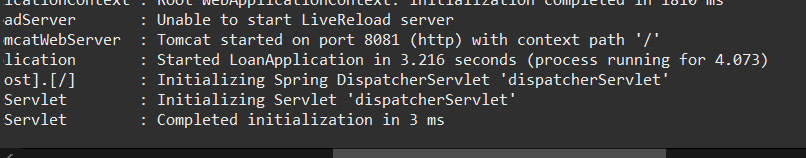 licationContext : Root WebApplicationContext: initialization completed in 1810 ms
adServer : Unable to start LiveReload server
mcatWebServer : Tomcat started on port 8081 (http) with context path '/'
lication : Started LoanApplication in 3.216 seconds (process running for 4.073)
ost].[/] : Initializing Spring DispatcherServlet 'dispatcherServlet'
Servlet : Initializing Servlet 'dispatcherServlet'
Servlet : Completed initialization in 3 ms